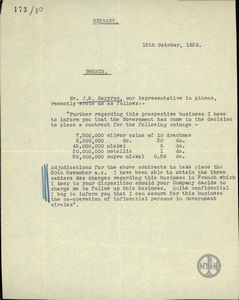 173/30
EXTRACT.
13th October, 1929.
GREECE.
Mr. J.N. Sapyras, our Representative in Athens,
recently wrote us as follows:-
"Further regarding this prospective business I have
to inform you that the Government has come to the decision
to place a contract for the following coinage -
7,500,000 silver coins of 10 drachmas
5,000,000 do. 20 do.
45,000,000 nickel 5 do.
20,000,000 metallic 1 do.
20,000,000 cupro nickel 0,50 do.
Adjudications for the above contracts to take place the
30th November a.c. I have been able to obtain the three
cahiers des charges regarding this business in French which
I keep to your disposition should your Company decide to
charge me to follow up this business. Quite confidential
I beg to inform you that I can assure for this business
the co-operation of influential persons in Government
circles".